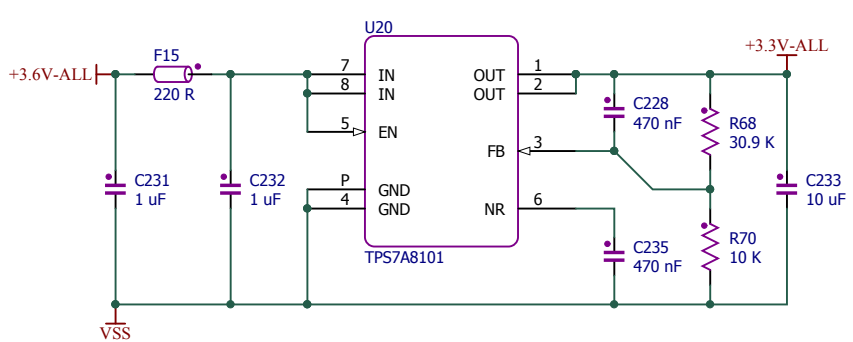 U20
F15
+3.3V-ALL
+3.6V-ALL
220 R
7 IN OUT 1
8 IN OUT 2
5 EN
FB 3
P GND
4 GND NR 6
TPS7A8101
C228
470 nF
R68
30.9 K
C231
1 uF
C232
1 uF
C233
10 uF
C235
470 nF
R70
10 K
VSS